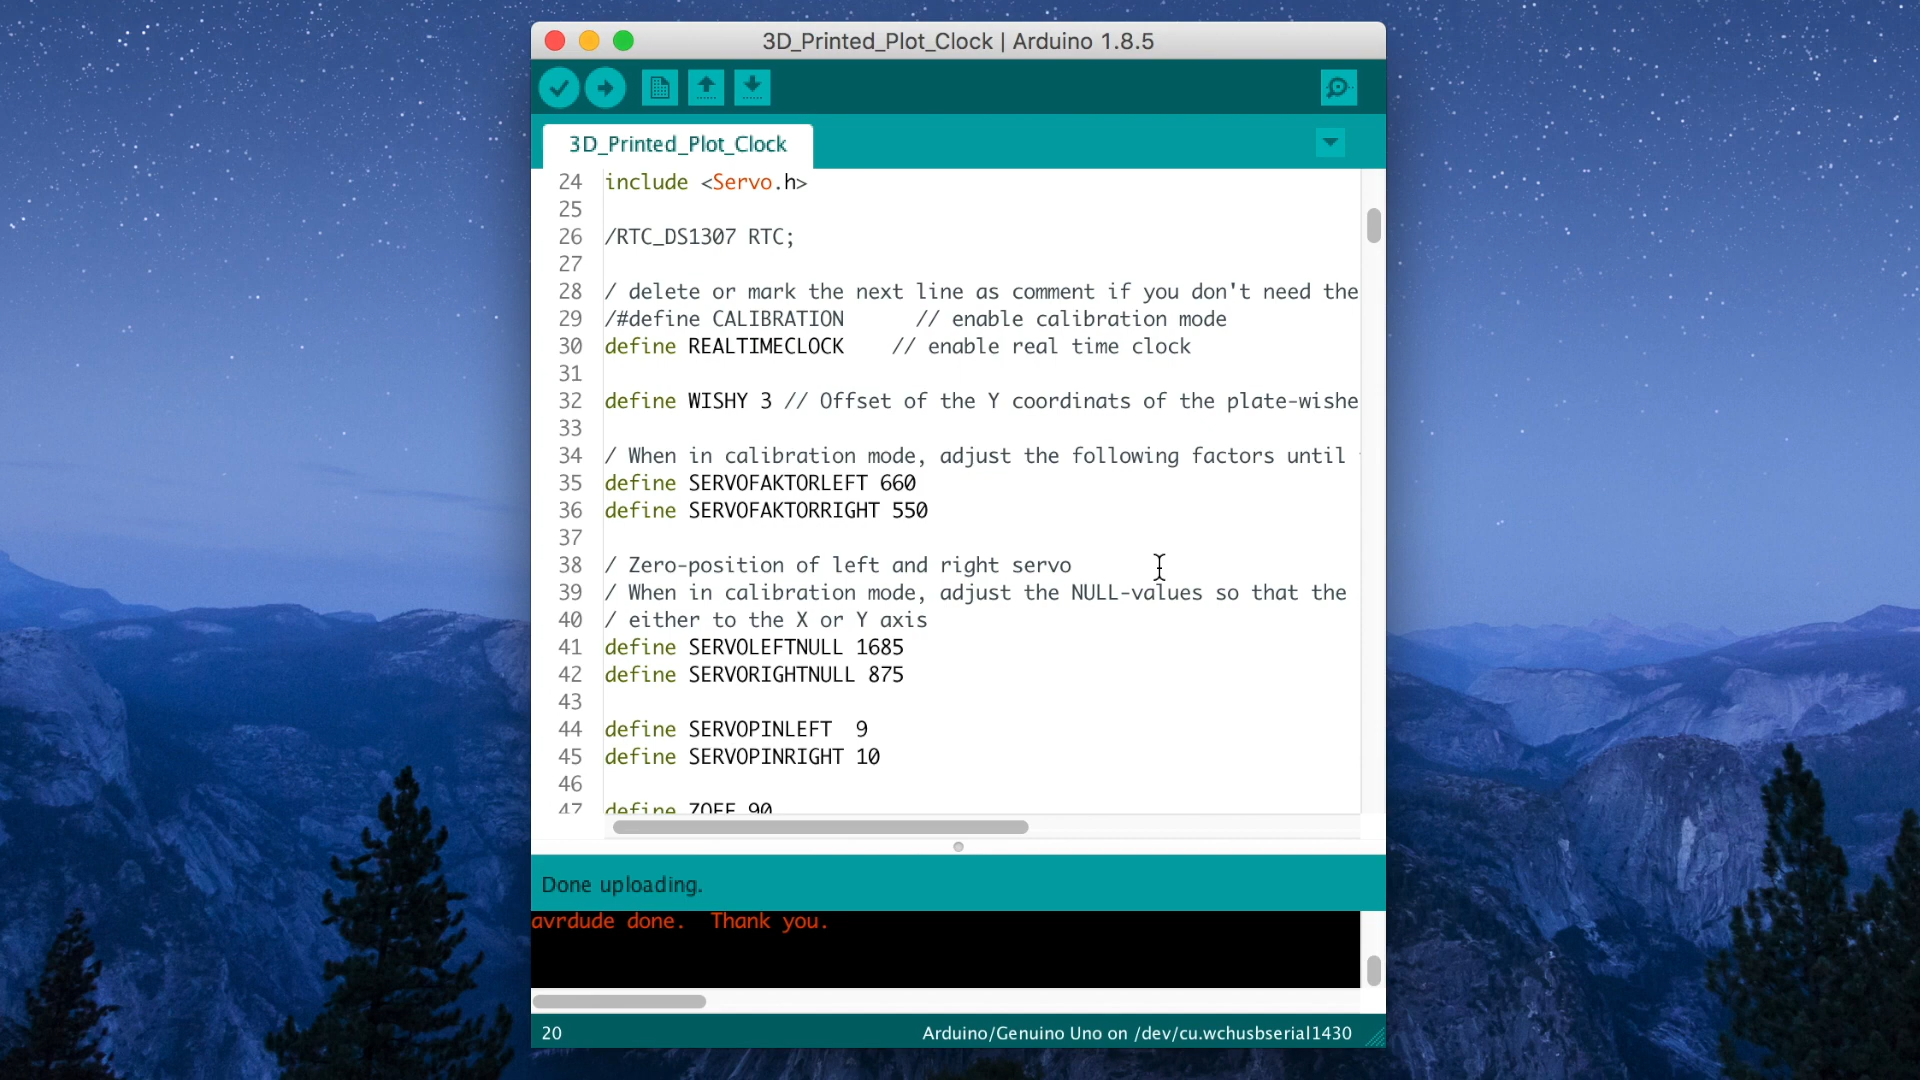 3D_Printed_Plot_Clock | Arduino 1.8.5
3D_Printed_Plot_Clock
24 include <Servo.h>
25
26 /RTC_DS1307 RTC;
27
28 / delete or mark the next line as comment if you don't need the
29 /#define CALIBRATION // enable calibration mode
30 define REALTIMECLOCK // enable real time clock
31
32 define WISHY 3 // Offset of the Y coordinats of the plate-wishe
33
34 / When in calibration mode, adjust the following factors until
35 define SERVOFAKTORLEFT 660
36 define SERVOFAKTORRIGHT 550
37
38 / Zero-position of left and right servo
39 / When in calibration mode, adjust the NULL-values so that the
40 / either to the X or Y axis
41 define SERVOLEFTNULL 1685
42 define SERVORIGHTNULL 875
43
44 define SERVOPINLEFT 9
45 define SERVOPINRIGHT 10
46
47 define ZOFF 90
Done uploading.
avrdude done. Thank you.
20 Arduino/Genuino Uno on /dev/cu.wchusbserial1430